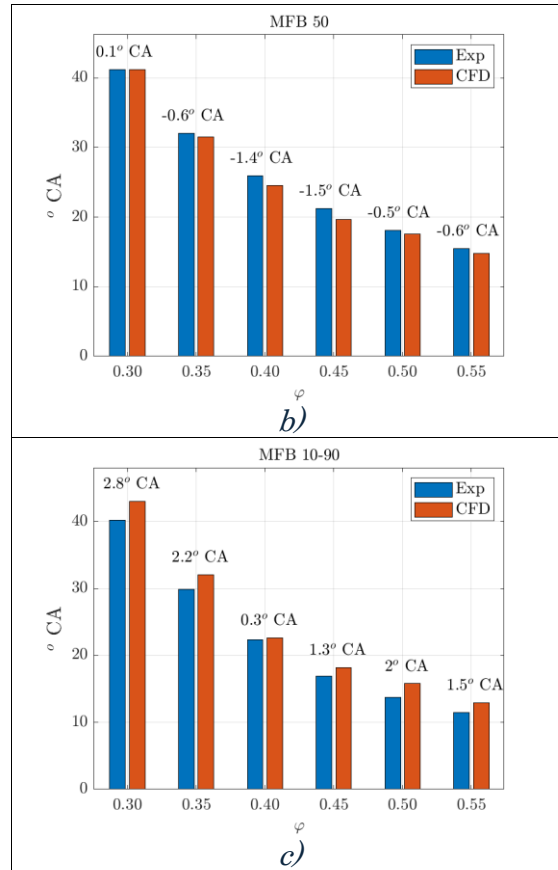 MFB 50
Exp
CFD
0.1° CA
-0.6° CA
-1.4° CA
-1.5° CA
-0.5° CA
-0.6° CA
° CA
40
30
20
10
0
0.30 0.35 0.40 0.45 0.50 0.55
φ
b)
MFB 10-90
Exp
CFD
2.8° CA
2.2° CA
0.3° CA
1.3° CA
2° CA
1.5° CA
° CA
40
30
20
10
0
0.30 0.35 0.40 0.45 0.50 0.55
φ
c)